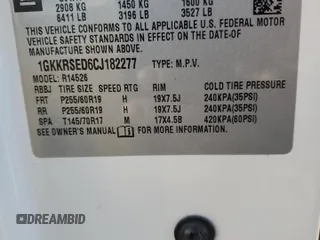 2908 KG 1450 KG 1600 KG
6411 LB 3196 LB 3527 LB
THIS VEHICLE CONFORMS TO ALL APPLICABLE U.S. FEDERAL MOTOR
VEHICLE SAFETY STANDARDS IN EFFECT ON THE DATE OF
MANUFACTURE SHOWN ABOVE.
1GKKRSED6CJ182277 TYPE: M.P.V.
MODEL: R14526
RBBJ TIRE SIZE SPEED RTG RIM COLD TIRE PRESSURE
FRT P255/60R19 H 19X7.5J 240KPA(35PSI)
RR P255/60R19 H 19X7.5J 240KPA(35PSI)
SPA T145/70R17 M 17X4.5B 420KPA(60PSI)
SEE OWNER'S MANUAL FOR ADDITIONAL INFORMATION.
DREAMBID